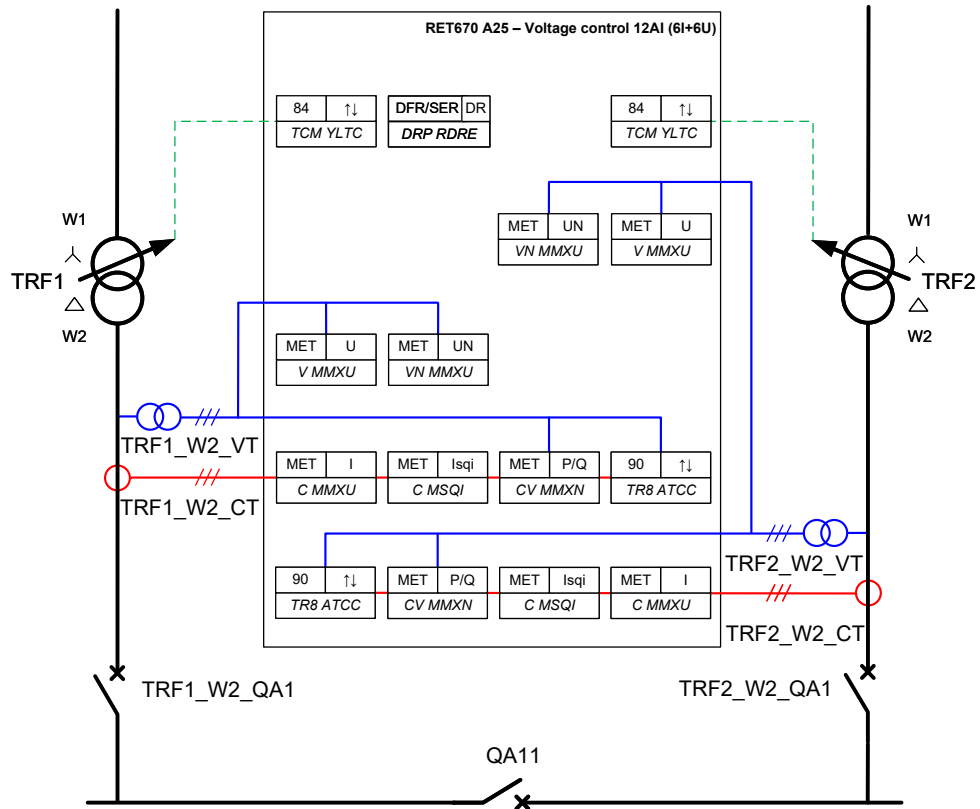 RET670 A25 – Voltage control 12AI (6I+6U)
84 ↑↓
TCM YLTC
DFR/SER DR
DRP RDRE
84 ↑↓
TCM YLTC
MET UN
VN MMXU
MET U
V MMXU
W1
TRF1
W2
W1
TRF2
W2
MET U
V MMXU
MET UN
VN MMXU
TRF1_W2_VT
MET I
C MMXU
MET Isqi
C MSQI
MET P/Q
CV MMXN
90 ↑↓
TR8 ATCC
TRF1_W2_CT
TRF2_W2_VT
90 ↑↓
TR8 ATCC
MET P/Q
CV MMXN
MET Isqi
C MSQI
MET I
C MMXU
TRF2_W2_CT
TRF1_W2_QA1
TRF2_W2_QA1
QA11